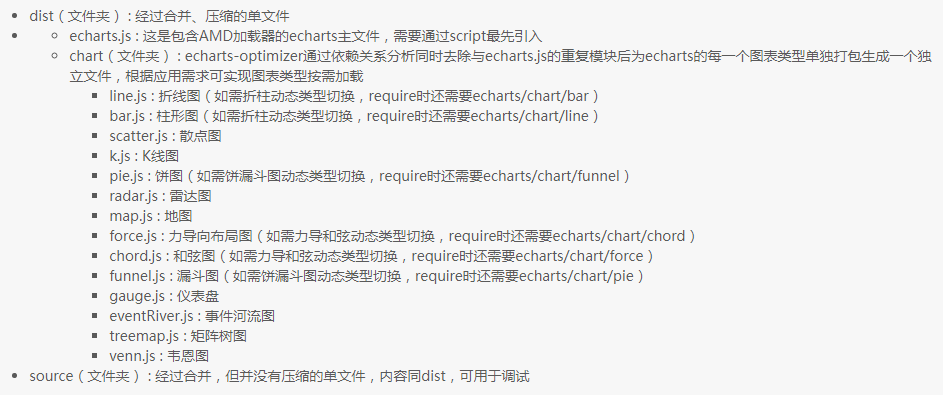 dist（文件夹）: 经过合并、压缩的单文件
echarts.js : 这是包含AMD加载器的echarts主文件，需要通过script最先引入
chart（文件夹）: echarts-optimizer通过依赖关系分析同时去除与echarts.js的重复模块后为echarts的每一个图表类型单独打包生成一个独
立文件，根据应用需求可实现图表类型按需加载
line.js : 折线图（如需折柱动态类型切换，require时还需要echarts/chart/bar）
bar.js : 柱形图（如需折柱动态类型切换，require时还需要echarts/chart/line）
scatter.js : 散点图
k.js : K线图
pie.js : 饼图（如需饼漏斗图动态类型切换，require时还需要echarts/chart/funnel）
radar.js : 雷达图
map.js : 地图
force.js : 力导向布局图（如需力导和弦动态类型切换，require时还需要echarts/chart/chord）
chord.js : 和弦图（如需力导和弦动态类型切换，require时还需要echarts/chart/force）
funnel.js : 漏斗图（如需饼漏斗图动态类型切换，require时还需要echarts/chart/pie）
gauge.js : 仪表盘
eventRiver.js : 事件河流图
treemap.js : 矩阵树图
venn.js : 韦恩图
source（文件夹）: 经过合并，但并没有压缩的单文件，内容同dist，可用于调试